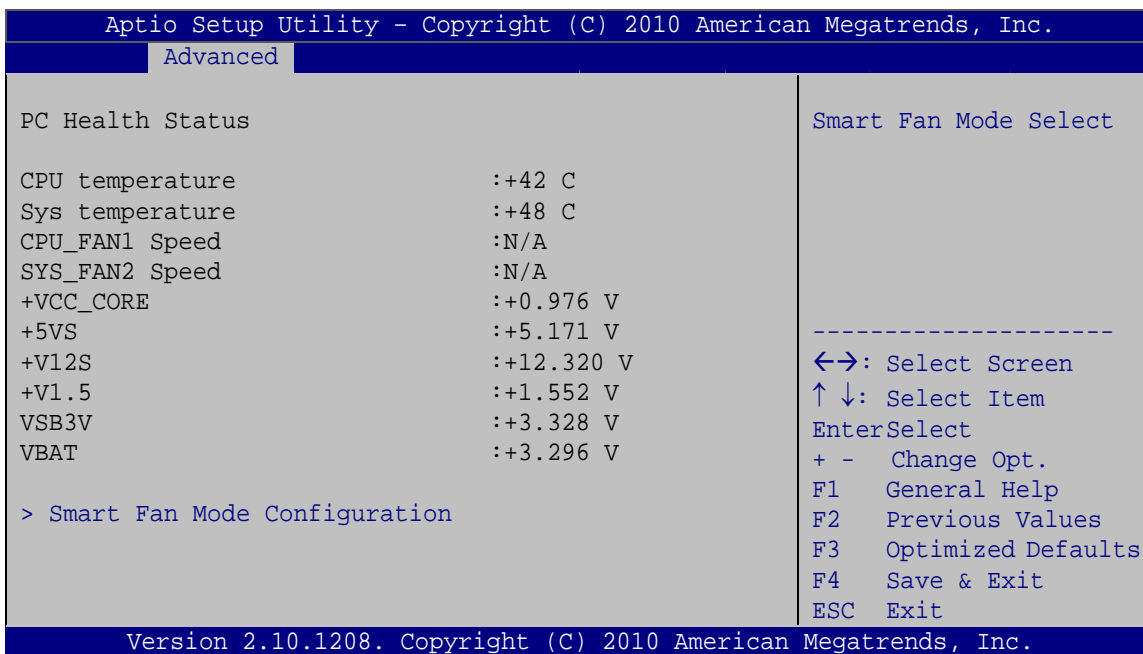 Aptio Setup Utility – Copyright (C) 2010 American Megatrends, Inc.
Advanced
PC Health Status
CPU temperature :+42 C
Sys temperature :+48 C
CPU_FAN1 Speed :N/A
SYS_FAN2 Speed :N/A
+VCC_CORE :+0.976 V
+5VS :+5.171 V
+V12S :+12.320 V
+V1.5 :+1.552 V
VSB3V :+3.328 V
VBAT :+3.296 V
> Smart Fan Mode Configuration
Smart Fan Mode Select
---------------------
←→: Select Screen
↑ ↓: Select Item
EnterSelect
+ - Change Opt.
F1 General Help
F2 Previous Values
F3 Optimized Defaults
F4 Save & Exit
ESC Exit
Version 2.10.1208. Copyright (C) 2010 American Megatrends, Inc.